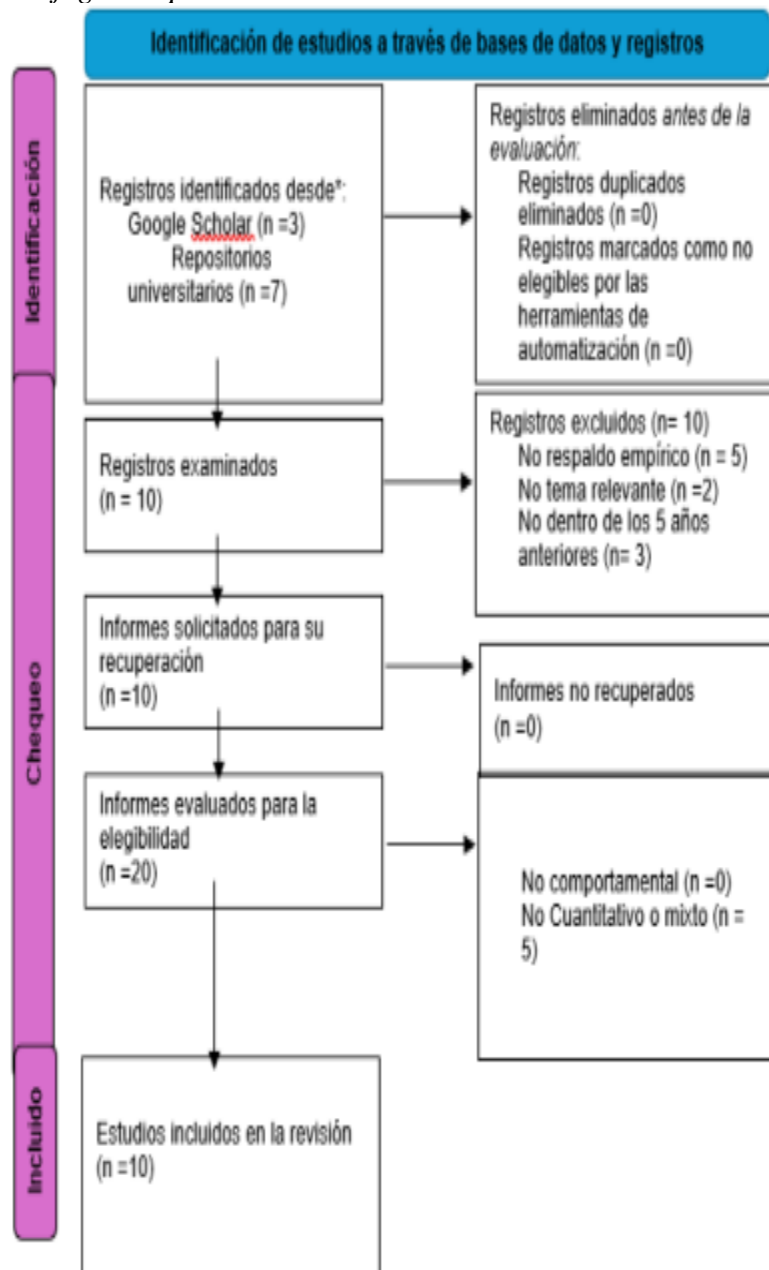 Identificación de estudios a través de bases de datos y registros
Identificación
Registros identificados desde*:
Google Scholar (n =3)
Repositorios
universitarios (n =7)
Registros eliminados antes de la
evaluación:
Registros duplicados
eliminados (n =0)
Registros marcados como no
elegibles por las
herramientas de
automatización (n =0)
Chequeo
Registros examinados
(n = 10)
Registros excluidos (n= 10)
No respaldo empírico (n = 5)
No tema relevante (n =2)
No dentro de los 5 años
anteriores (n= 3)
Informes solicitados para su
recuperación
(n =10)
Informes no recuperados
(n =0)
Informes evaluados para la
elegibilidad
(n =20)
No comportamental (n =0)
No Cuantitativo o mixto (n =
5)
Incluido
Estudios incluidos en la revisión
(n =10)